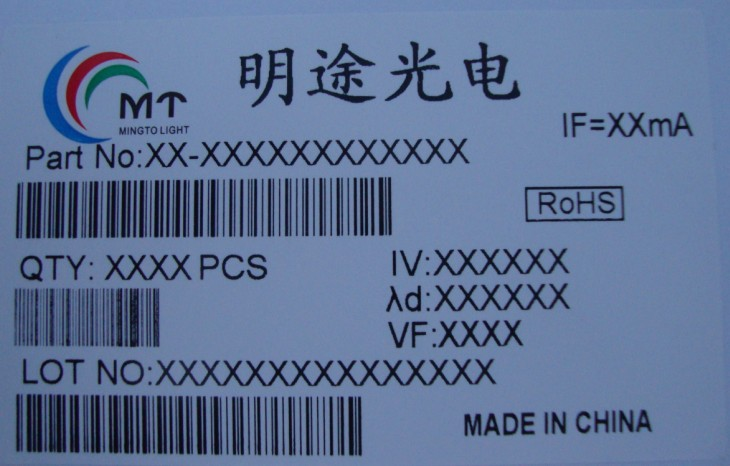 MT
MINGTO LIGHT
明途光电
IF=XXmA
Part No:XX-XXXXXXXXXXXX
RoHS
QTY: XXXX PCS
IV:XXXXXX
λd:XXXXXX
VF:XXXX
LOT NO:XXXXXXXXXXXXXXXX
MADE IN CHINA